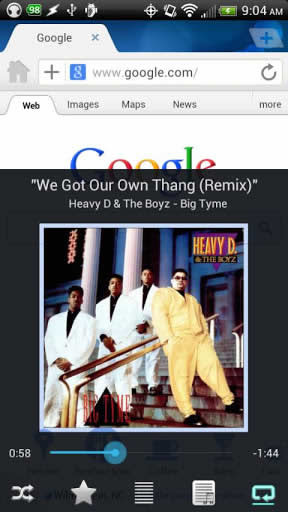 98
9:04 AM
Google
www.google.com/
Web Images Maps News more
Google
"We Got Our Own Thang (Remix)"
Heavy D & The Boyz - Big Tyme
HEAVY D.
& THE BOYZ
BIG TYME
0:58
-1:44